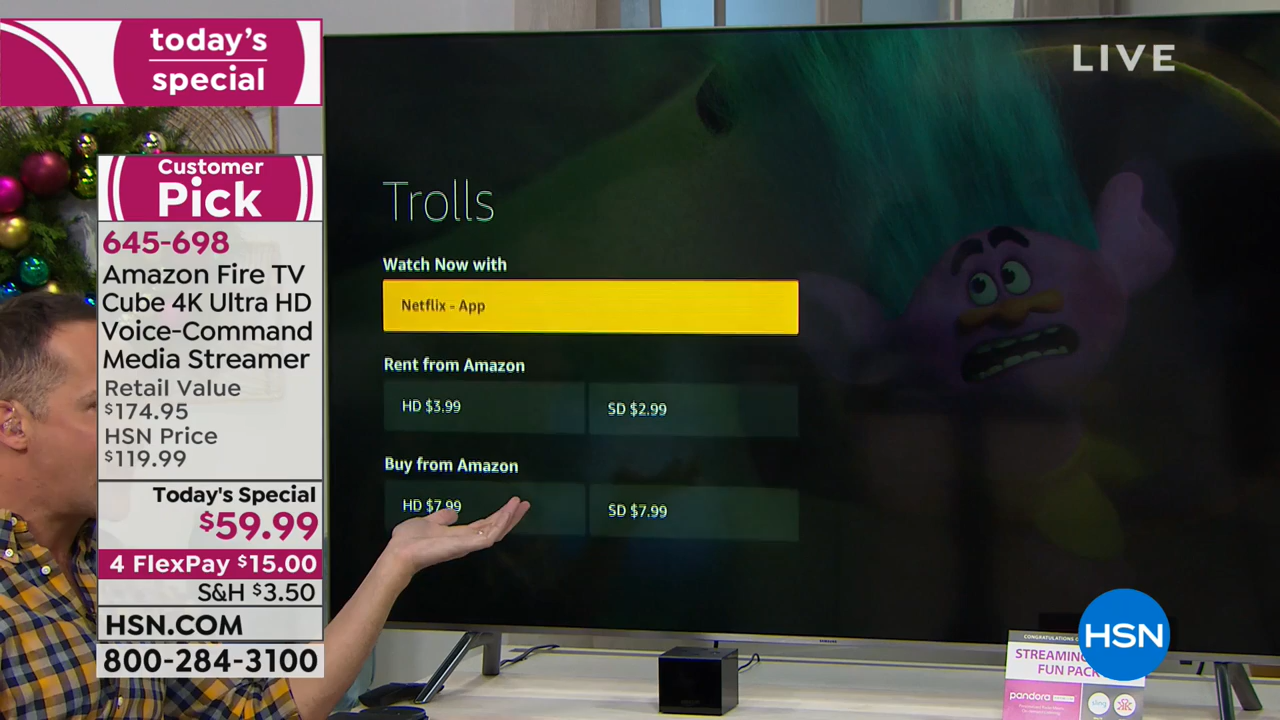 today's
special
Customer
Pick
645-698
Amazon Fire TV
Cube 4K Ultra HD
Voice-Command
Media Streamer
Retail Value
$174.95
HSN Price
$119.99
Today's Special
$59.99
4 FlexPay $15.00
S&H $3.50
HSN.COM
800-284-3100
LIVE
Trolls
Watch Now with
Netflix - App
Rent from Amazon
HD $3.99
SD $2.99
Buy from Amazon
HD $7.99
SD $7.99
SAMSUNG
CONGRATULATIONS
STREAMING
FUN PACK
pandora
HSN